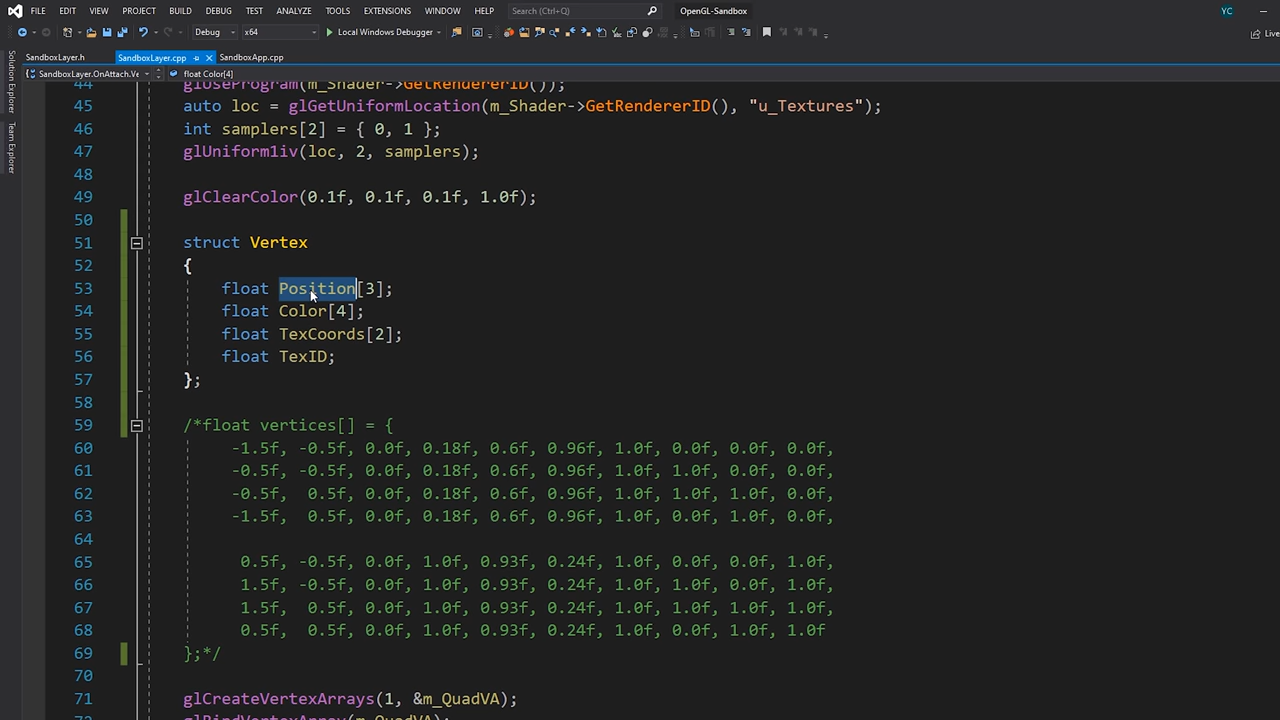 FILE EDIT VIEW PROJECT BUILD DEBUG TEST ANALYZE TOOLS EXTENSIONS WINDOW HELP Search (Ctrl+Q) OpenGL-Sandbox YC
Debug x64 Local Windows Debugger Live
SandboxLayer.h SandboxLayer.cpp SandboxApp.cpp
SandboxLayer.OnAttach.Ve float Color[4]
Solution Explorer
Team Explorer
44 glUseProgram(m_Shader->GetRendererID());
45 auto loc = glGetUniformLocation(m_Shader->GetRendererID(), "u_Textures");
46 int samplers[2] = { 0, 1 };
47 glUniform1iv(loc, 2, samplers);
48
49 glClearColor(0.1f, 0.1f, 0.1f, 1.0f);
50
51 struct Vertex
52 {
53 float Position[3];
54 float Color[4];
55 float TexCoords[2];
56 float TexID;
57 };
58
59 /*float vertices[] = {
60 -1.5f, -0.5f, 0.0f, 0.18f, 0.6f, 0.96f, 1.0f, 0.0f, 0.0f, 0.0f,
61 -0.5f, -0.5f, 0.0f, 0.18f, 0.6f, 0.96f, 1.0f, 1.0f, 0.0f, 0.0f,
62 -0.5f, 0.5f, 0.0f, 0.18f, 0.6f, 0.96f, 1.0f, 1.0f, 1.0f, 0.0f,
63 -1.5f, 0.5f, 0.0f, 0.18f, 0.6f, 0.96f, 1.0f, 0.0f, 1.0f, 0.0f,
64
65 0.5f, -0.5f, 0.0f, 1.0f, 0.93f, 0.24f, 1.0f, 0.0f, 0.0f, 1.0f,
66 1.5f, -0.5f, 0.0f, 1.0f, 0.93f, 0.24f, 1.0f, 1.0f, 0.0f, 1.0f,
67 1.5f, 0.5f, 0.0f, 1.0f, 0.93f, 0.24f, 1.0f, 1.0f, 1.0f, 1.0f,
68 0.5f, 0.5f, 0.0f, 1.0f, 0.93f, 0.24f, 1.0f, 0.0f, 1.0f, 1.0f
69 };*/
70
71 glCreateVertexArrays(1, &m_QuadVA);
72 glBindVertexArray(m_QuadVA);